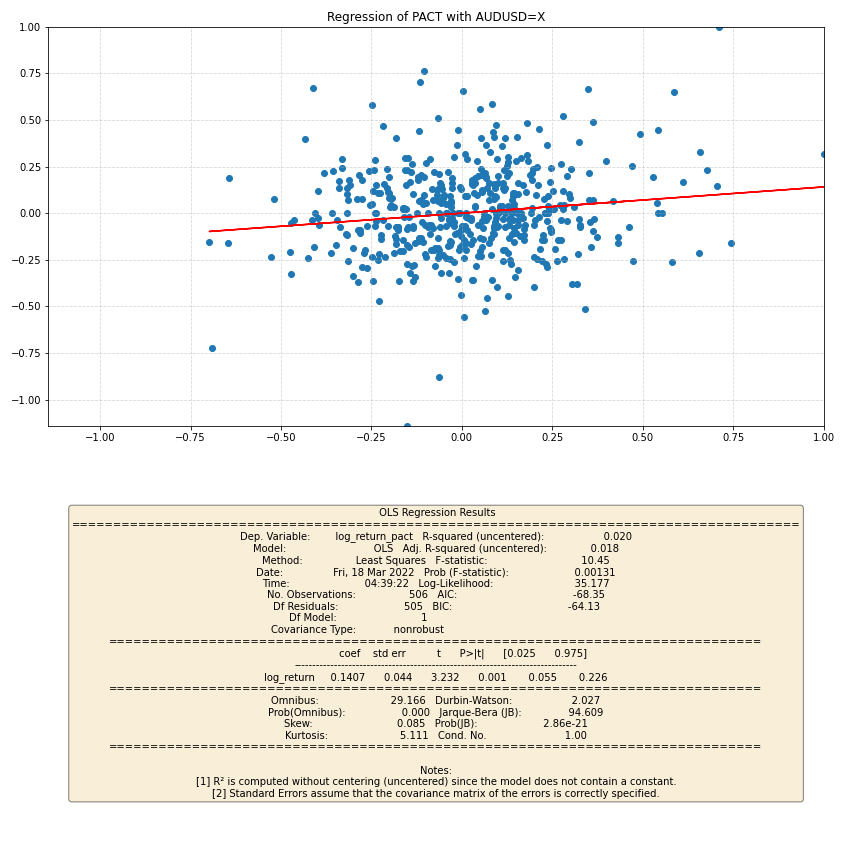 Regression of PACT with AUDUSD=X
1.00
0.75
0.50
0.25
0.00
−0.25
−0.50
−0.75
−1.00
−1.00 −0.75 −0.50 −0.25 0.00 0.25 0.50 0.75 1.00
OLS Regression Results
==============================================================================
Dep. Variable: log_return_pact R-squared (uncentered): 0.020
Model: OLS Adj. R-squared (uncentered): 0.018
Method: Least Squares F-statistic: 10.45
Date: Fri, 18 Mar 2022 Prob (F-statistic): 0.00131
Time: 04:39:22 Log-Likelihood: 35.177
No. Observations: 506 AIC: -68.35
Df Residuals: 505 BIC: -64.13
Df Model: 1
Covariance Type: nonrobust
==============================================================================
coef std err t P>|t| [0.025 0.975]
------------------------------------------------------------------------------
log_return 0.1407 0.044 3.232 0.001 0.055 0.226
==============================================================================
Omnibus: 29.166 Durbin-Watson: 2.027
Prob(Omnibus): 0.000 Jarque-Bera (JB): 94.609
Skew: 0.085 Prob(JB): 2.86e-21
Kurtosis: 5.111 Cond. No. 1.00
==============================================================================
Notes:
[1] R² is computed without centering (uncentered) since the model does not contain a constant.
[2] Standard Errors assume that the covariance matrix of the errors is correctly specified.